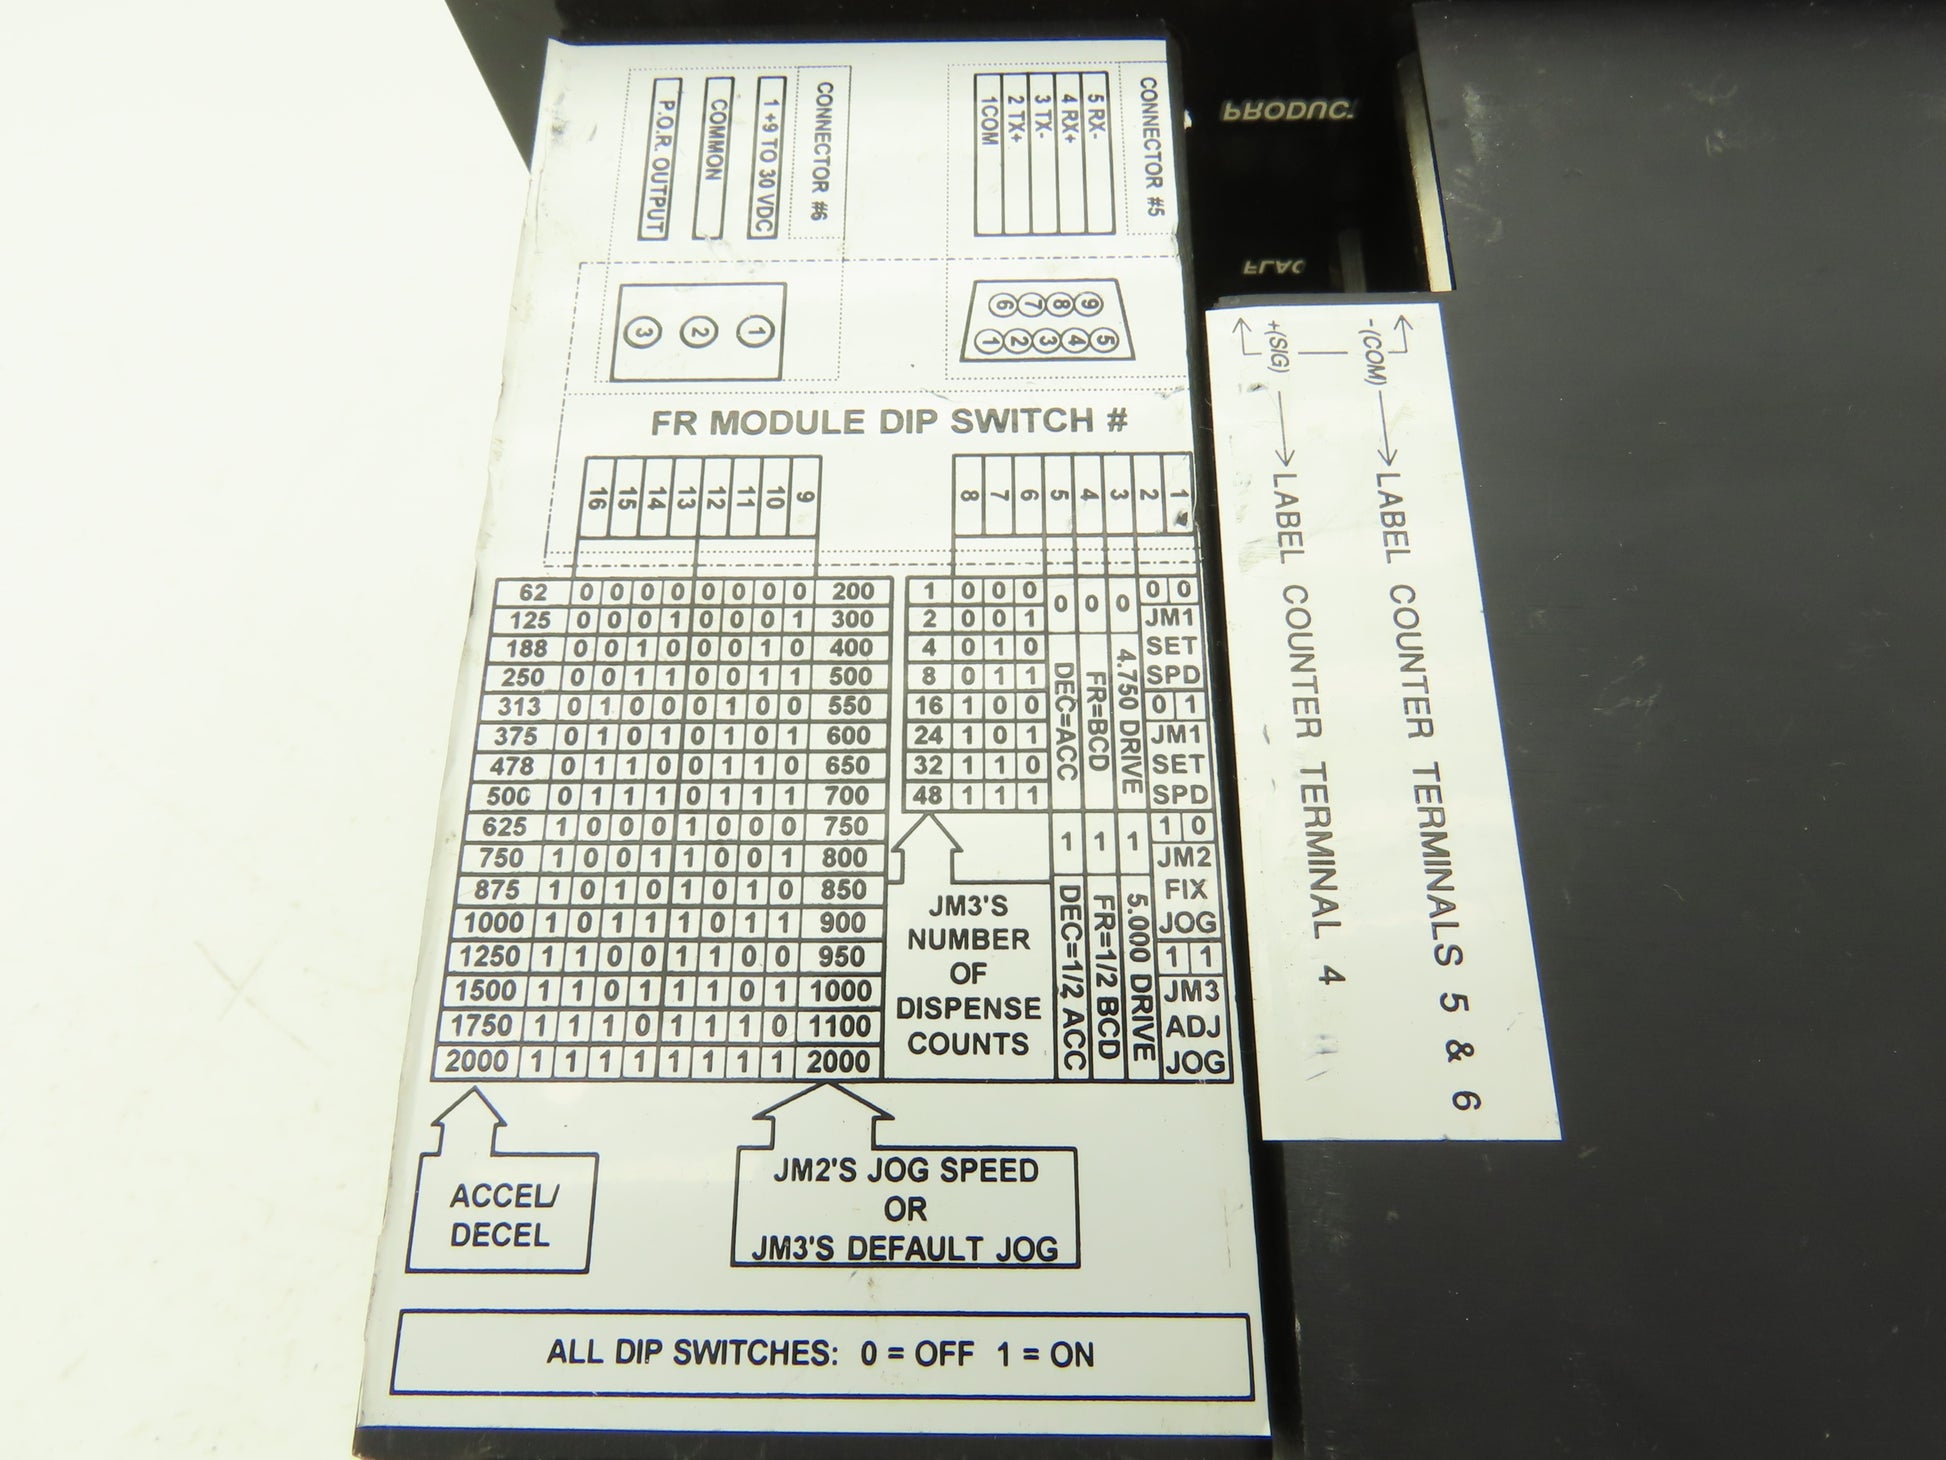 CONNECTOR #6
1 +9 TO 30 VDC
COMMON
P.O.R. OUTPUT
CONNECTOR #5
5 RX-
4 RX+
3 TX-
2 TX+
1COM
3 2 1
6 7 8 9
1 2 3 4 5
FR MODULE DIP SWITCH #
16 15 14 13 12 11 10 9
8 7 6 5 4 3 2 1
62 0 0 0 0 0 0 0 0 200
125 0 0 0 1 0 0 0 1 300
188 0 0 1 0 0 0 1 0 400
250 0 0 1 1 0 0 1 1 500
313 0 1 0 0 0 1 0 0 550
375 0 1 0 1 0 1 0 1 600
478 0 1 1 0 0 1 1 0 650
500 0 1 1 1 0 1 1 1 700
625 1 0 0 0 1 0 0 0 750
750 1 0 0 1 1 0 0 1 800
875 1 0 1 0 1 0 1 0 850
1000 1 0 1 1 1 0 1 1 900
1250 1 1 0 0 1 1 0 0 950
1500 1 1 0 1 1 1 0 1 1000
1750 1 1 1 0 1 1 1 0 1100
2000 1 1 1 1 1 1 1 1 2000
1 0 0 0
2 0 0 1
4 0 1 0
8 0 1 1
16 1 0 0
24 1 0 1
32 1 1 0
48 1 1 1
JM3'S
NUMBER
OF
DISPENSE
COUNTS
0 DEC=ACC 1 DEC=1/2 ACC
0 FR=BCD 1 FR=1/2 BCD
0 4.750 DRIVE 1 5.000 DRIVE
0 0
JM1
SET
SPD
0 1
JM1
SET
SPD
1 0
JM2
FIX
JOG
1 1
JM3
ADJ
JOG
ACCEL/
DECEL
JM2'S JOG SPEED
OR
JM3'S DEFAULT JOG
ALL DIP SWITCHES: 0 = OFF 1 = ON
-(COM) LABEL COUNTER TERMINALS 5 & 6
+(SIG) LABEL COUNTER TERMINAL 4